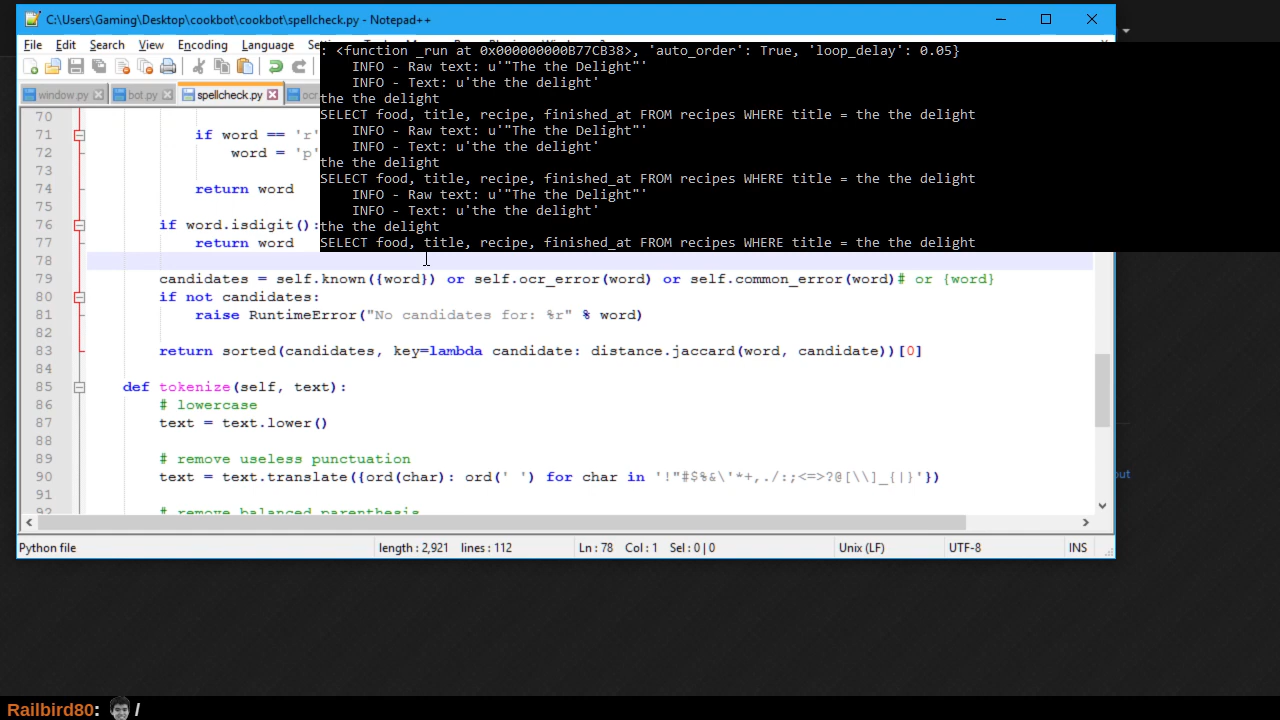 C:\Users\Gaming\Desktop\cookbot\cookbot\spellcheck.py - Notepad++
File Edit Search View Encoding Language
: <function _run at 0x000000000B77CB38>, 'auto_order': True, 'loop_delay': 0.05}
INFO - Raw text: u'"The the Delight"'
INFO - Text: u'the the delight'
the the delight
SELECT food, title, recipe, finished_at FROM recipes WHERE title = the the delight
INFO - Raw text: u'"The the Delight"'
INFO - Text: u'the the delight'
the the delight
SELECT food, title, recipe, finished_at FROM recipes WHERE title = the the delight
INFO - Raw text: u'"The the Delight"'
INFO - Text: u'the the delight'
the the delight
SELECT food, title, recipe, finished_at FROM recipes WHERE title = the the delight
window.py bot.py spellcheck.py ocr
70
71 if word == 'r'
72 word = 'p'
73
74 return word
75
76 if word.isdigit():
77 return word
78
79 candidates = self.known({word}) or self.ocr_error(word) or self.common_error(word)# or {word}
80 if not candidates:
81 raise RuntimeError("No candidates for: %r" % word)
82
83 return sorted(candidates, key=lambda candidate: distance.jaccard(word, candidate))[0]
84
85 def tokenize(self, text):
86 # lowercase
87 text = text.lower()
88
89 # remove useless punctuation
90 text = text.translate({ord(char): ord(' ') for char in '!"#$%&\'*+,./:;<=>?@[\\]_{|}'})
91
92 # remove balanced parenthesis
Python file length : 2,921 lines : 112 Ln : 78 Col : 1 Sel : 0 | 0 Unix (LF) UTF-8 INS
out
Railbird80: /